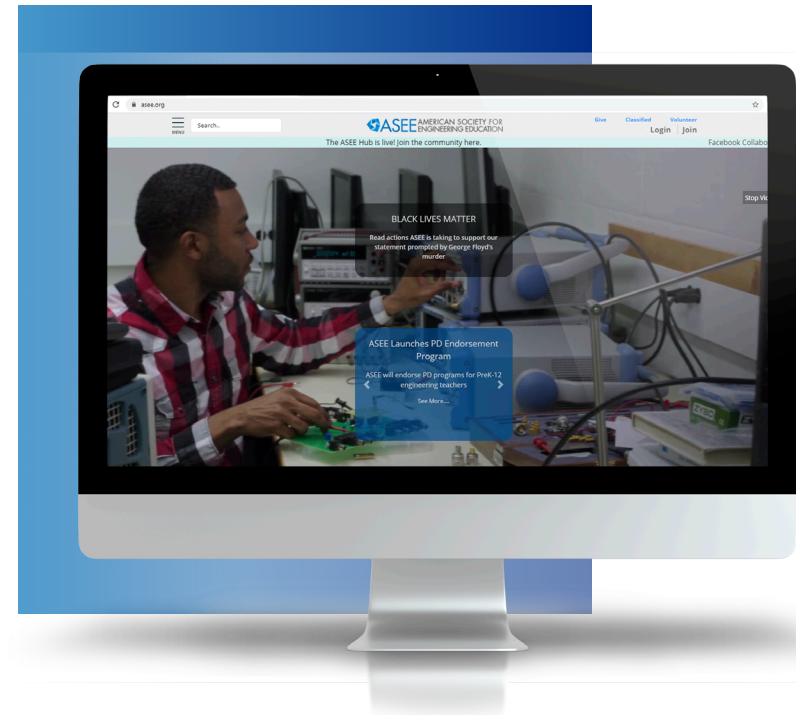 asee.org
Give Classified Volunteer
MENU
Search..
ASEE AMERICAN SOCIETY FOR
ENGINEERING EDUCATION
Login Join
The ASEE Hub is live! Join the community here.
Facebook Collabo
Stop Vic
BLACK LIVES MATTER
Read actions ASEE is taking to support our
statement prompted by George Floyd's
murder
ASEE Launches PD Endorsement
Program
ASEE will endorse PD programs for PreK-12
engineering teachers
See More....
ZYBO